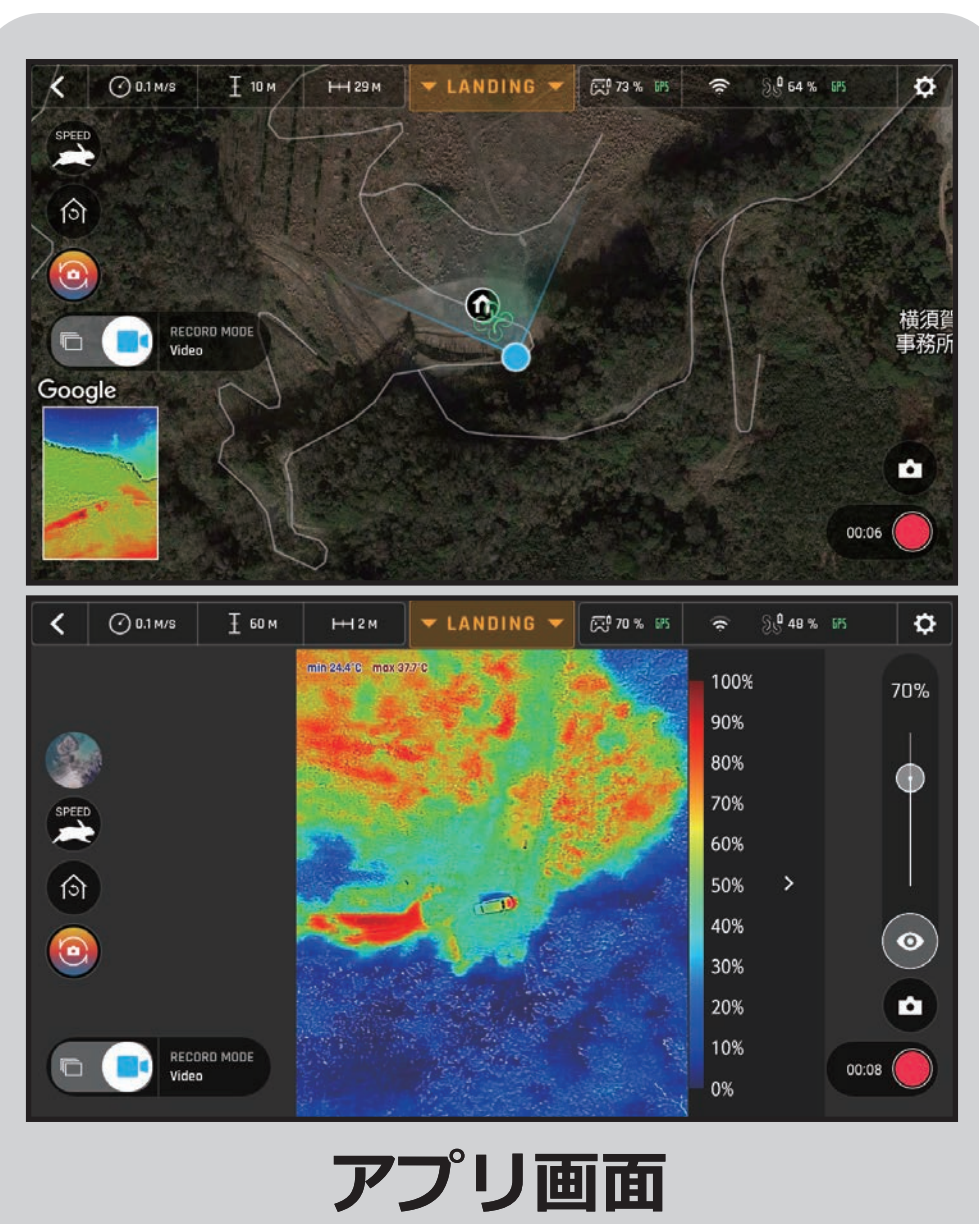 0.1 M/S 10 M 29 M LANDING 73 % GPS 64 % GPS
SPEED
RECORD MODE
Video
Google
横須賀
事務所
00:06
0.1 M/S 60 M 2 M LANDING 70 % GPS 48 % GPS
min 24.4°C max 37.7°C
100%
90%
80%
70%
60%
50%
40%
30%
20%
10%
0%
70%
SPEED
RECORD MODE
Video
00:08
アプリ画面